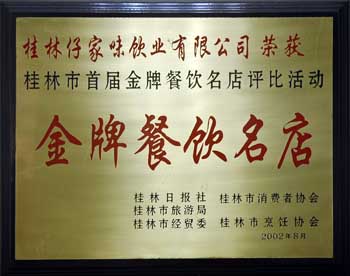 桂林仔家味饮业有限公司 荣获
桂林市首届金牌餐饮名店评比活动
金牌餐饮名店
桂林日报社 桂林市消费者协会
桂林市旅游局
桂林市经贸委 桂林市烹饪协会
2002年8月